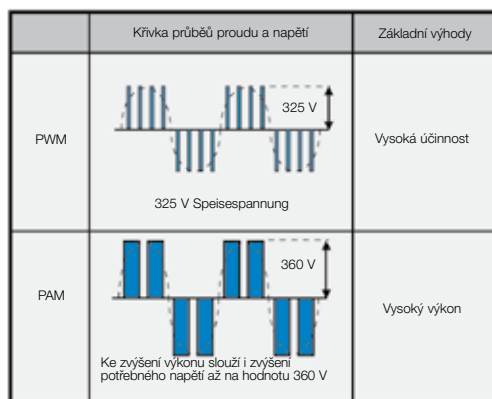 Křivka průběů proudu a napětí
Základní výhody
PWM
325 V
325 V Speisespannung
Vysoká účinnost
PAM
360 V
Ke zvýšení výkonu slouží i zvýšení
potřebného napětí až na hodnotu 360 V
Vysoký výkon